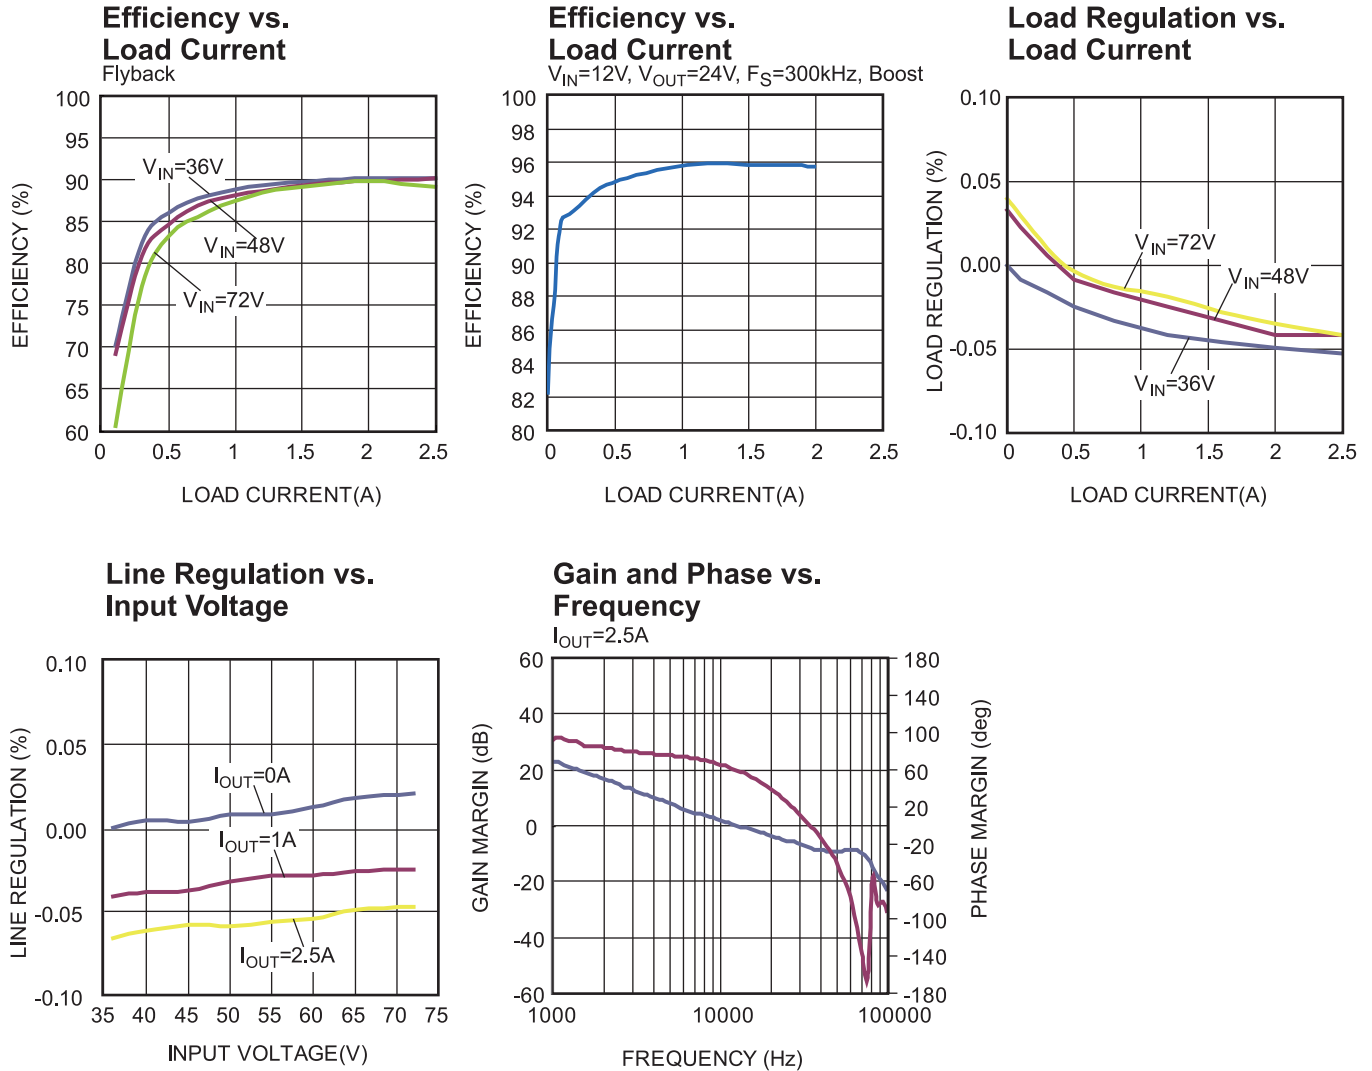 Efficiency vs.
Load Current
Flyback
100
95
90
85
80
75
70
65
60
0 0.5 1 1.5 2 2.5
EFFICIENCY (%)
LOAD CURRENT(A)
VIN=36V
VIN=48V
VIN=72V
Efficiency vs.
Load Current
VIN=12V, VOUT=24V, FS=300kHz, Boost
100
98
96
94
92
90
88
86
84
82
80
0 0.5 1 1.5 2 2.5
EFFICIENCY (%)
LOAD CURRENT(A)
Load Regulation vs.
Load Current
0.10
0.05
0.00
-0.05
-0.10
0 0.5 1 1.5 2 2.5
LOAD REGULATION (%)
LOAD CURRENT(A)
VIN=72V
VIN=48V
VIN=36V
Line Regulation vs.
Input Voltage
0.10
0.05
0.00
-0.05
-0.10
35 40 45 50 55 60 65 70 75
LINE REGULATION (%)
INPUT VOLTAGE(V)
IOUT=0A
IOUT=1A
IOUT=2.5A
Gain and Phase vs.
Frequency
IOUT=2.5A
60
40
20
0
-20
-40
-60
180
140
100
60
20
-20
-60
-100
-140
-180
1000 10000 100000
GAIN MARGIN (dB)
PHASE MARGIN (deg)
FREQUENCY (Hz)